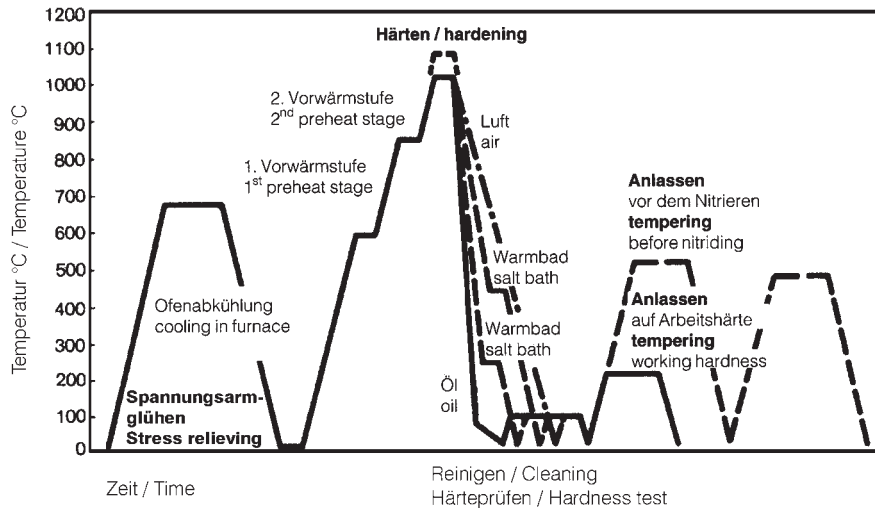 Temperatur °C / Temperature °C
1200
1100
1000
900
800
700
600
500
400
300
200
100
0
Spannungsarm-
glühen
Stress relieving
Ofenabkühlung
cooling in furnace
1. Vorwärmstufe
1st preheat stage
2. Vorwärmstufe
2nd preheat stage
Härten / hardening
Luft
air
Warmbad
salt bath
Warmbad
salt bath
Öl
oil
Anlassen
vor dem Nitrieren
tempering
before nitriding
Anlassen
auf Arbeitshärte
tempering
working hardness
Zeit / Time
Reinigen / Cleaning
Härteprüfen / Hardness test